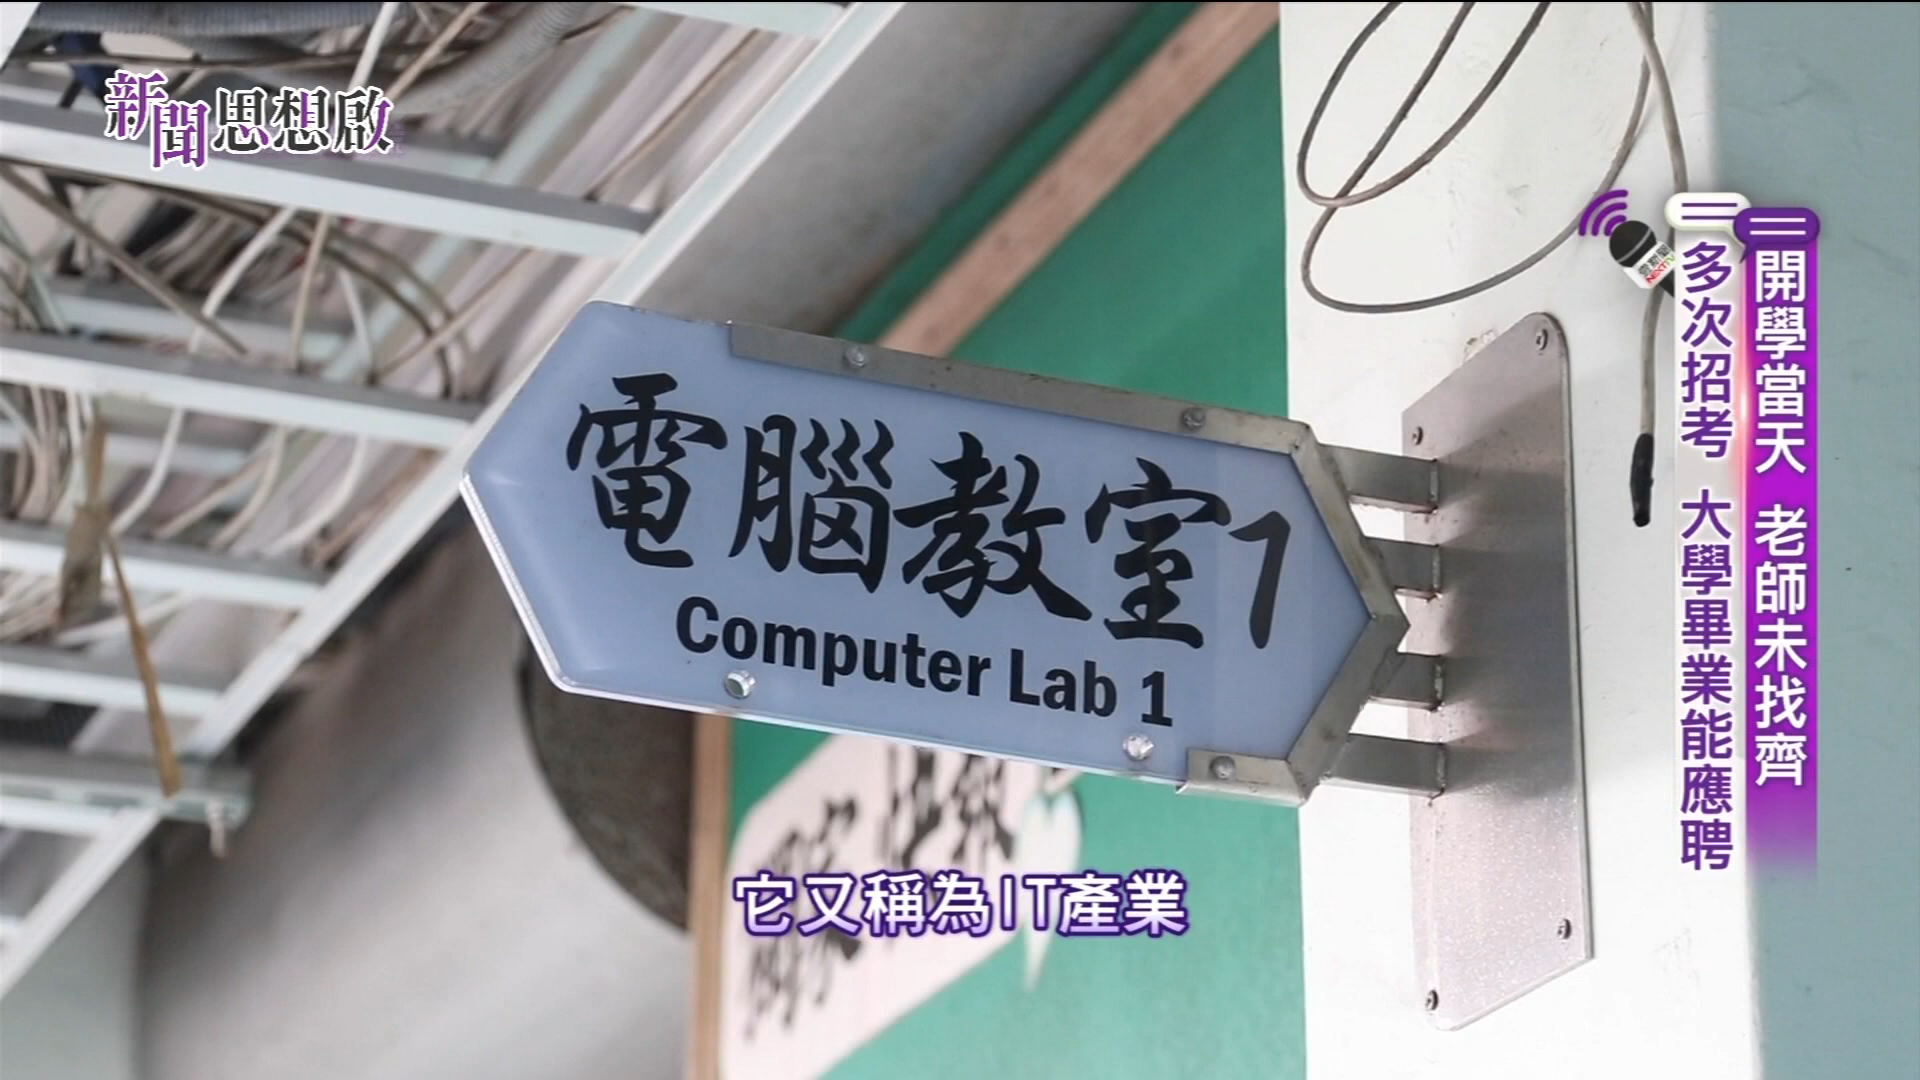 新聞思想啟
開學當天 老師未找齊
多次招考 大學畢業能應聘
NEXTTV
電腦教室1
Computer Lab 1
它又稱為IT產業